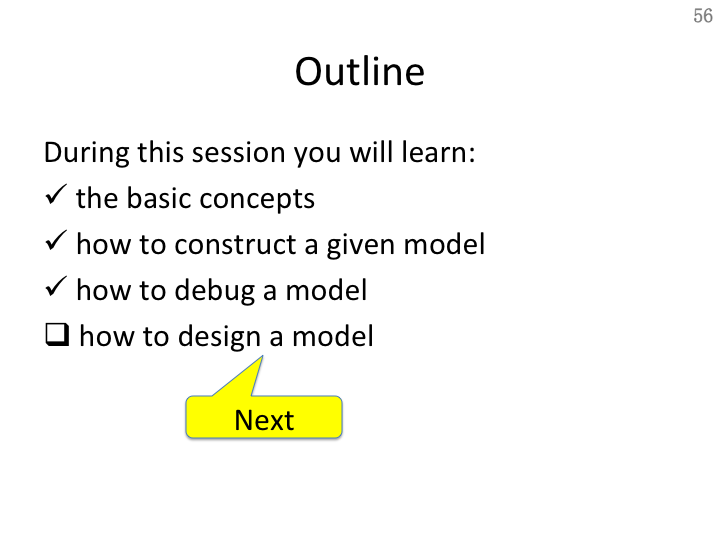 56
Outline
During this session you will learn:
✓ the basic concepts
✓ how to construct a given model
✓ how to debug a model
❑ how to design a model
Next